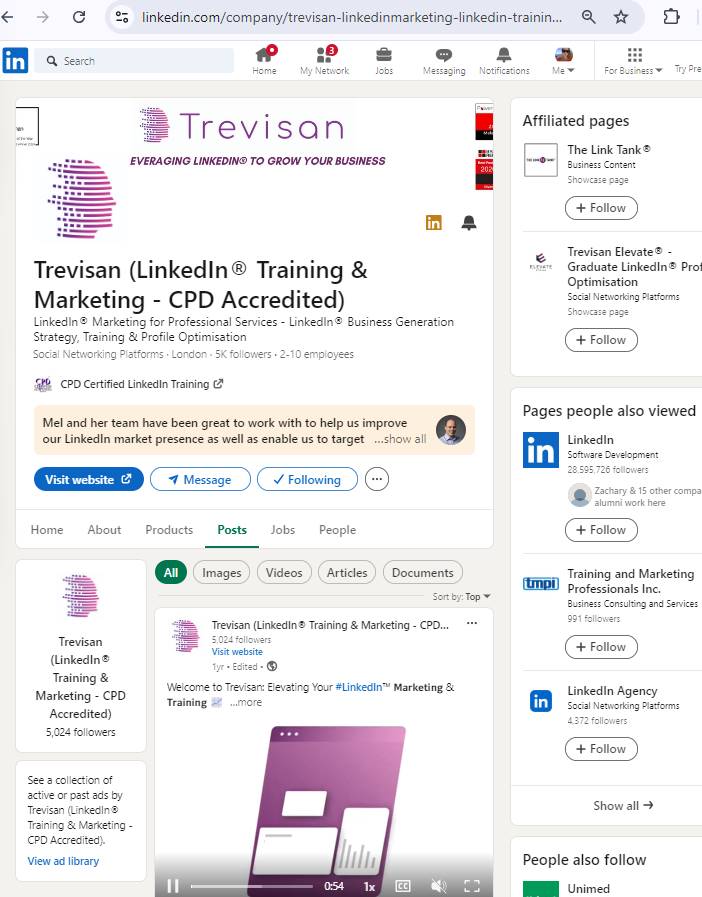 linkedin.com/company/trevisan-linkedinmarketing-linkedin-trainin...
in
Search
Home
3
My Network
Jobs
Messaging
Notifications
Me
For Business
Try Pre
Trevisan
EVERAGING LINKEDIN® TO GROW YOUR BUSINESS
in
Trevisan (LinkedIn® Training &
Marketing - CPD Accredited)
LinkedIn® Marketing for Professional Services - LinkedIn® Business Generation
Strategy, Training & Profile Optimisation
Social Networking Platforms · London · 5K followers · 2-10 employees
CPD
CPD Certified LinkedIn Training
Mel and her team have been great to work with to help us improve
our LinkedIn market presence as well as enable us to target ...show all
Visit website
Message
Following
Home
About
Products
Posts
Jobs
People
Trevisan
(LinkedIn®
Training &
Marketing - CPD
Accredited)
5,024 followers
See a collection of
active or past ads by
Trevisan (LinkedIn®
Training & Marketing -
CPD Accredited).
View ad library
All
Images
Videos
Articles
Documents
Sort by: Top
Trevisan (LinkedIn® Training & Marketing - CPD...
5,024 followers
Visit website
1yr • Edited •
Welcome to Trevisan: Elevating Your #LinkedIn™ Marketing &
Training ...more
0:54
1x
CC
Affiliated pages
The Link Tank®
Business Content
Showcase page
+ Follow
ELEVATE
Trevisan Elevate® -
Graduate LinkedIn® Prof
Optimisation
Social Networking Platforms
Showcase page
+ Follow
Pages people also viewed
in
LinkedIn
Software Development
28,595,726 followers
Zachary & 15 other compa
alumni work here
+ Follow
tmpi
Training and Marketing
Professionals Inc.
Business Consulting and Services
991 followers
+ Follow
in
LinkedIn Agency
Social Networking Platforms
4,372 followers
+ Follow
Show all →
People also follow
Unimed